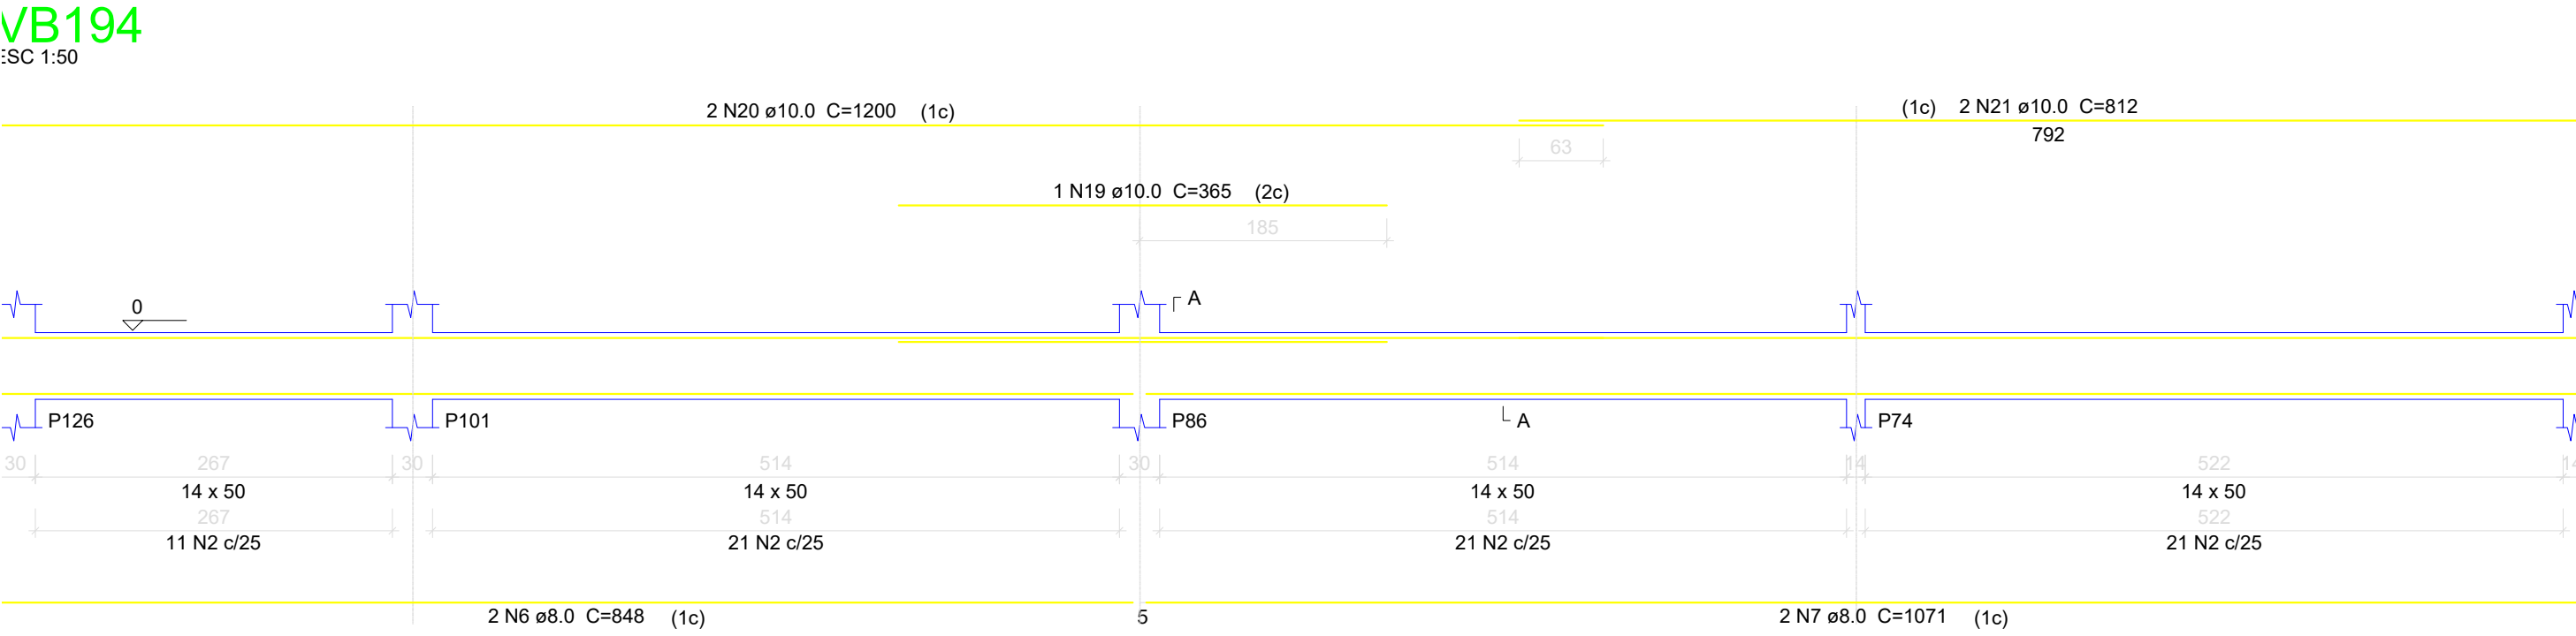 VB194
ESC 1:50
2 N20 ø10.0 C=1200 (1c)
(1c) 2 N21 ø10.0 C=812
792
63
1 N19 ø10.0 C=365 (2c)
185
0
A
P126 P101 P86 A P74
30 267 30 514 30 514 14 522 14
14 x 50 14 x 50 14 x 50 14 x 50
267 514 514 522
11 N2 c/25 21 N2 c/25 21 N2 c/25 21 N2 c/25
2 N6 ø8.0 C=848 (1c) 5 2 N7 ø8.0 C=1071 (1c)